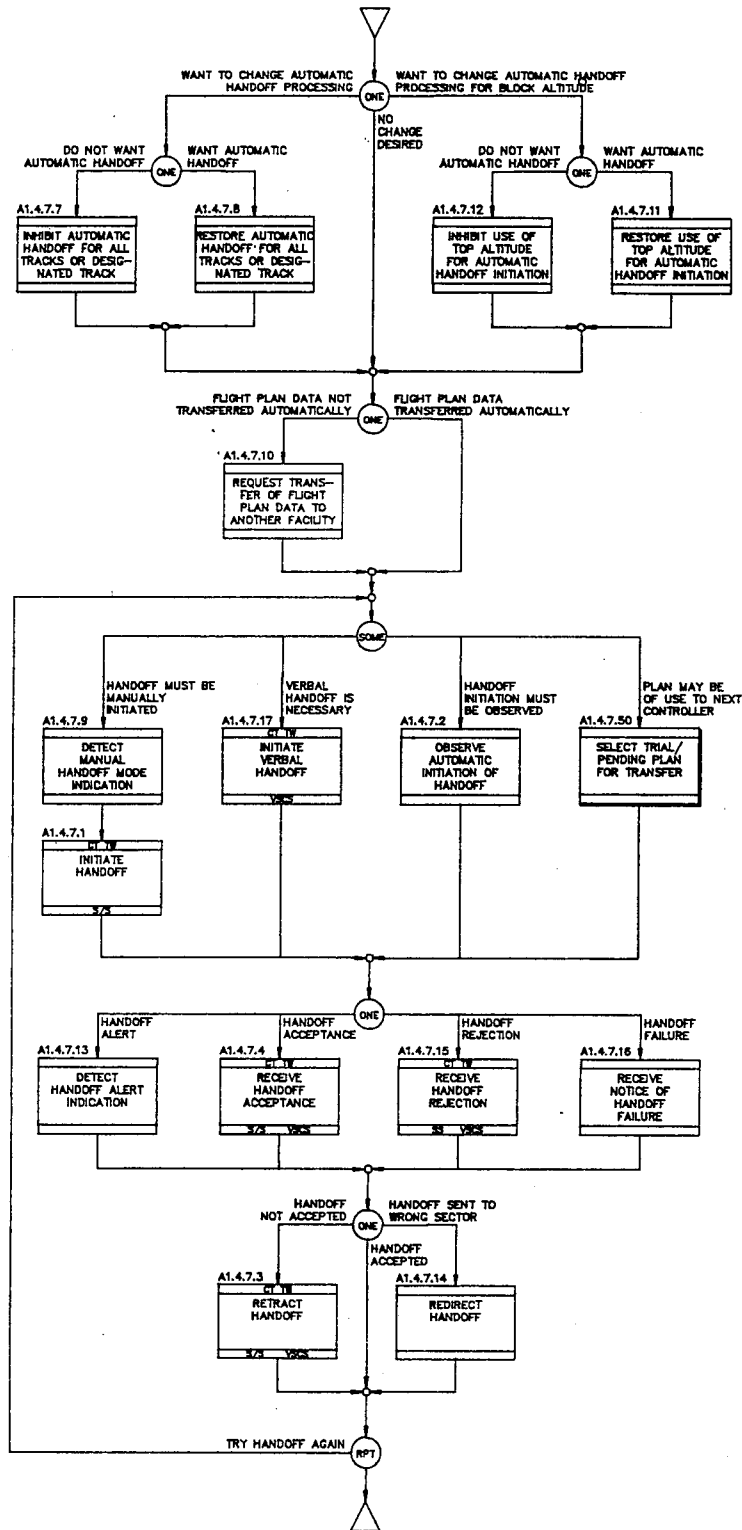 WANT TO CHANGE AUTOMATIC
HANDOFF PROCESSING
ONE
WANT TO CHANGE AUTOMATIC HANDOFF
PROCESSING FOR BLOCK ALTITUDE
NO
CHANGE
DESIRED
DO NOT WANT
AUTOMATIC HANDOFF
ONE
WANT AUTOMATIC
HANDOFF
DO NOT WANT
AUTOMATIC HANDOFF
ONE
WANT AUTOMATIC
HANDOFF
A1.4.7.7
INHIBIT AUTOMATIC
HANDOFF FOR ALL
TRACKS OR DESIG-
NATED TRACK
A1.4.7.8
RESTORE AUTOMATIC
HANDOFF FOR ALL
TRACKS OR DESIG-
NATED TRACK
A1.4.7.12
INHIBIT USE OF
TOP ALTITUDE
FOR AUTOMATIC
HANDOFF INITIATION
A1.4.7.11
RESTORE USE OF
TOP ALTITUDE
FOR AUTOMATIC
HANDOFF INITIATION
FLIGHT PLAN DATA NOT
TRANSFERRED AUTOMATICALLY
ONE
FLIGHT PLAN DATA
TRANSFERRED AUTOMATICALLY
A1.4.7.10
REQUEST TRANS-
FER OF FLIGHT
PLAN DATA TO
ANOTHER FACILITY
SOME
HANDOFF MUST BE
MANUALLY
INITIATED
VERBAL
HANDOFF IS
NECESSARY
HANDOFF
INITIATION MUST
BE OBSERVED
PLAN MAY BE
OF USE TO NEXT
CONTROLLER
A1.4.7.9
DETECT
MANUAL
HANDOFF MODE
INDICATION
A1.4.7.17
CT TW
INITIATE
VERBAL
HANDOFF
VSCS
A1.4.7.2
OBSERVE
AUTOMATIC
INITIATION OF
HANDOFF
A1.4.7.50
SELECT TRIAL/
PENDING PLAN
FOR TRANSFER
A1.4.7.1
CT TW
INITIATE
HANDOFF
S/S
ONE
HANDOFF
ALERT
HANDOFF
ACCEPTANCE
HANDOFF
REJECTION
HANDOFF
FAILURE
A1.4.7.13
DETECT
HANDOFF ALERT
INDICATION
A1.4.7.4
CT TW
RECEIVE
HANDOFF
ACCEPTANCE
S/S VSCS
A1.4.7.15
CT TW
RECEIVE
HANDOFF
REJECTION
SS VSCS
A1.4.7.16
RECEIVE
NOTICE OF
HANDOFF
FAILURE
HANDOFF
NOT ACCEPTED
ONE
HANDOFF SENT TO
WRONG SECTOR
HANDOFF
ACCEPTED
A1.4.7.3
CT TW
RETRACT
HANDOFF
S/S VSCS
A1.4.7.14
REDIRECT
HANDOFF
TRY HANDOFF AGAIN
RPT